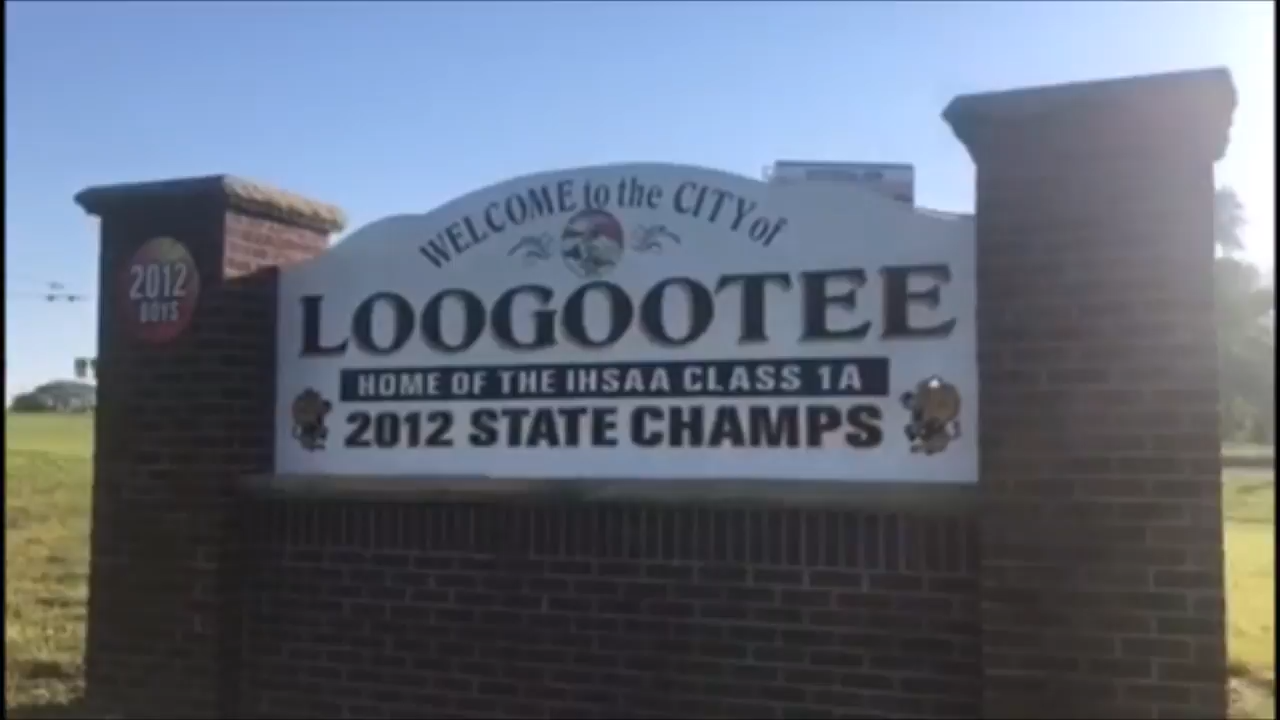 WELCOME to the CITY of
LOOGOOTEE
HOME OF THE IHSAA CLASS 1A
2012 STATE CHAMPS
2012
BOYS